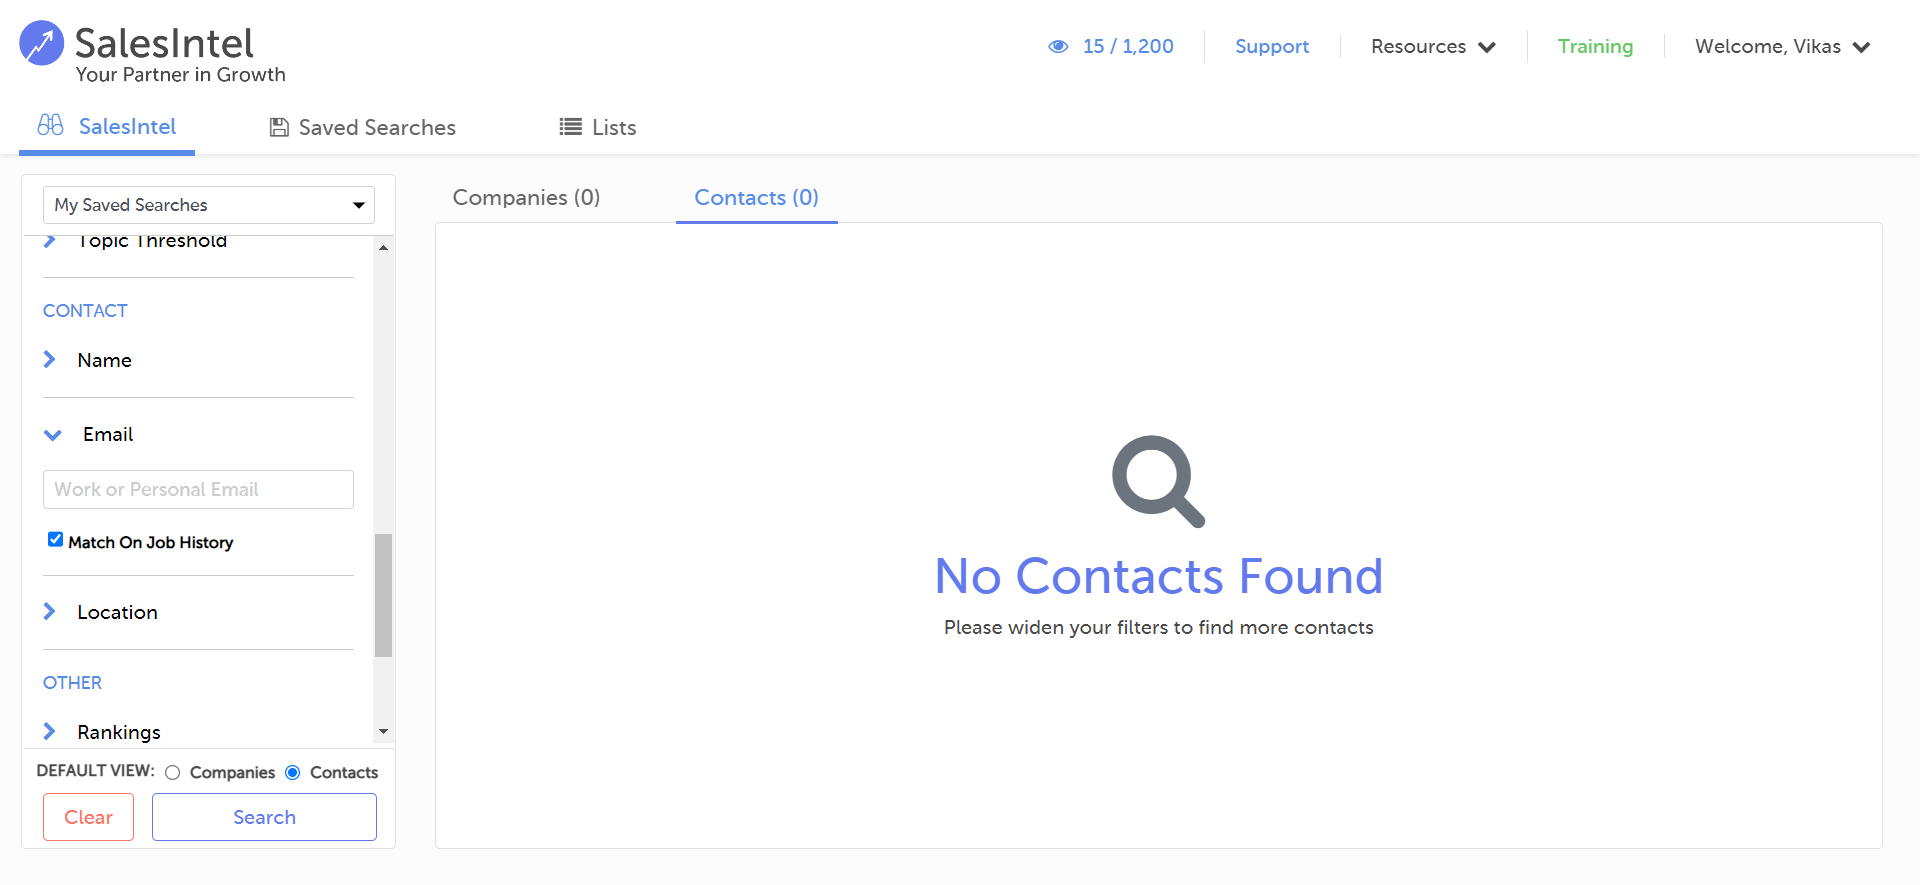 SalesIntel
Your Partner in Growth
15 / 1,200
Support
Resources
Training
Welcome, Vikas
SalesIntel
Saved Searches
Lists
My Saved Searches
Topic Threshold
CONTACT
Name
Email
Work or Personal Email
Match On Job History
Location
OTHER
Rankings
DEFAULT VIEW: Companies Contacts
Clear
Search
Companies (0)
Contacts (0)
No Contacts Found
Please widen your filters to find more contacts